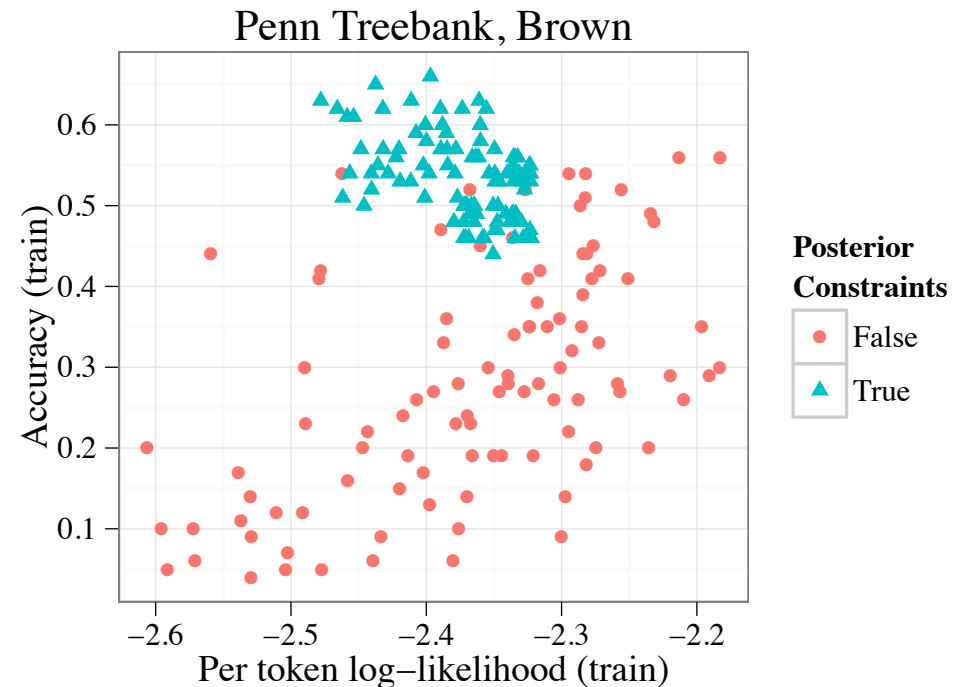 Penn Treebank, Brown
Accuracy (train)
0.6
0.5
0.4
0.3
0.2
0.1
−2.6
−2.5
−2.4
−2.3
−2.2
Per token log−likelihood (train)
Posterior
Constraints
False
True